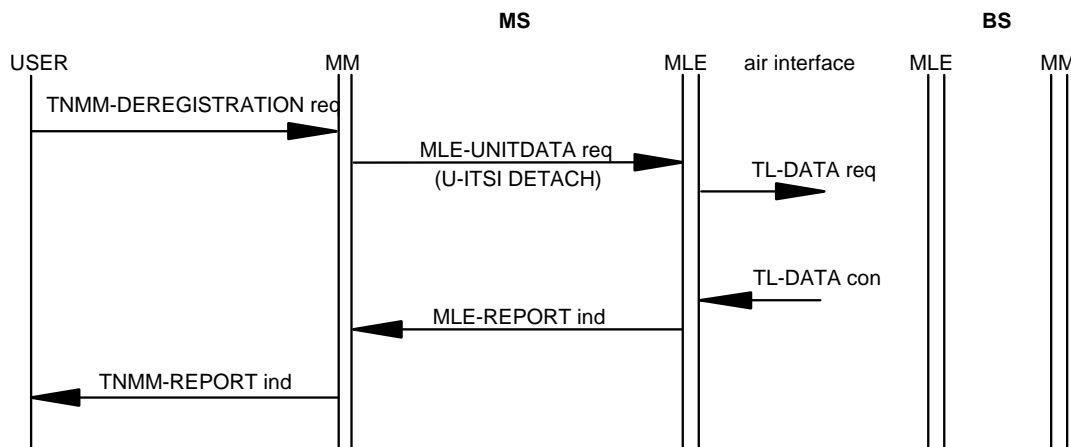 MS BS
USER MM MLE air interface MLE MM
TNMM-DEREGISTRATION req
MLE-UNITDATA req
(U-ITSI DETACH)
TL-DATA req
TL-DATA con
MLE-REPORT ind
TNMM-REPORT ind